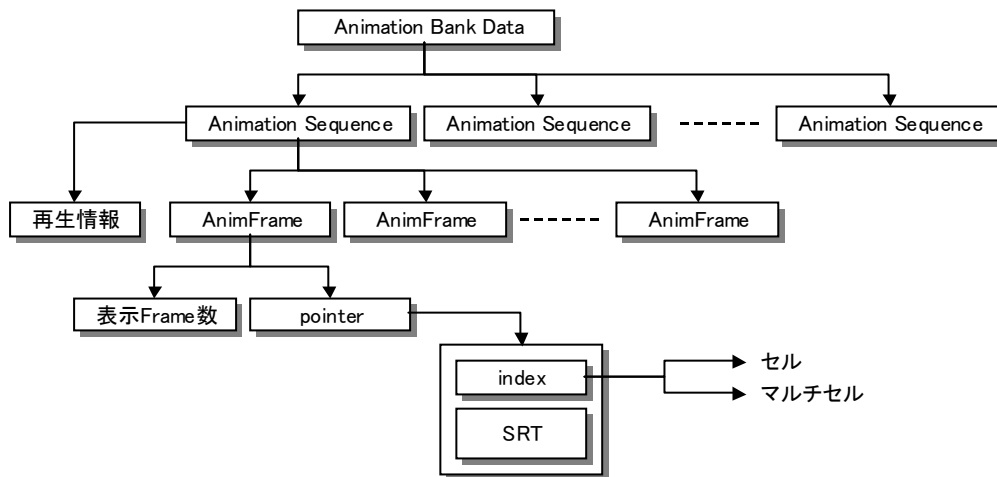 Animation Bank Data
Animation Sequence
Animation Sequence
Animation Sequence
再生情報
AnimFrame
AnimFrame
AnimFrame
表示Frame数
pointer
index
セル
マルチセル
SRT